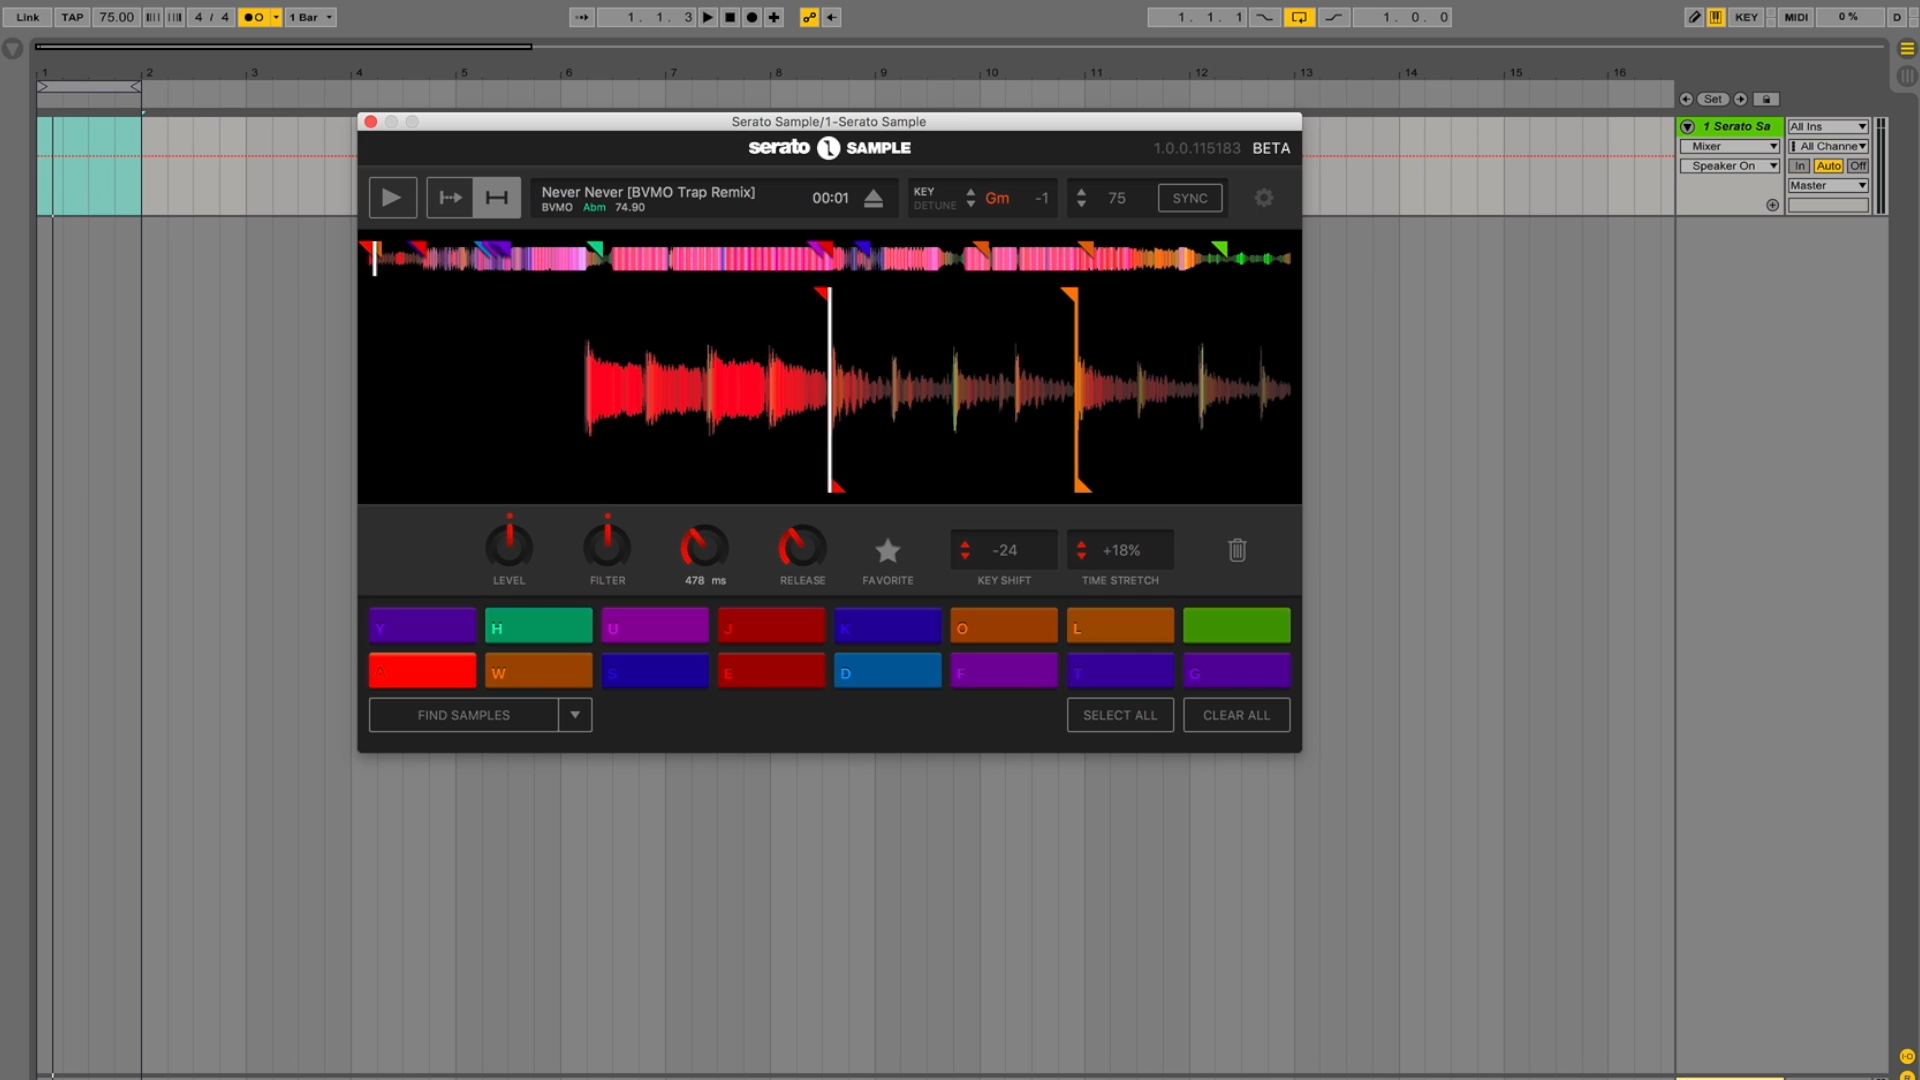 Link TAP 75.00 4 / 4 1 Bar 1. 1. 3 1. 1. 1 1. 0. 0 KEY MIDI 0 % D
1 2 3 4 5 6 7 8 9 10 11 12 13 14 15 16
Set
1 Serato Sa All Ins
Mixer All Channe
Speaker On In Auto Off
Master
Serato Sample/1-Serato Sample
serato SAMPLE 1.0.0.115183 BETA
Never Never [BVMO Trap Remix] 00:01
BVMO Abm 74.90
KEY
DETUNE
Gm -1 75 SYNC
-24 +18%
LEVEL FILTER 478 ms RELEASE FAVORITE KEY SHIFT TIME STRETCH
Y H U J K O L
W S E D F T G
FIND SAMPLES SELECT ALL CLEAR ALL